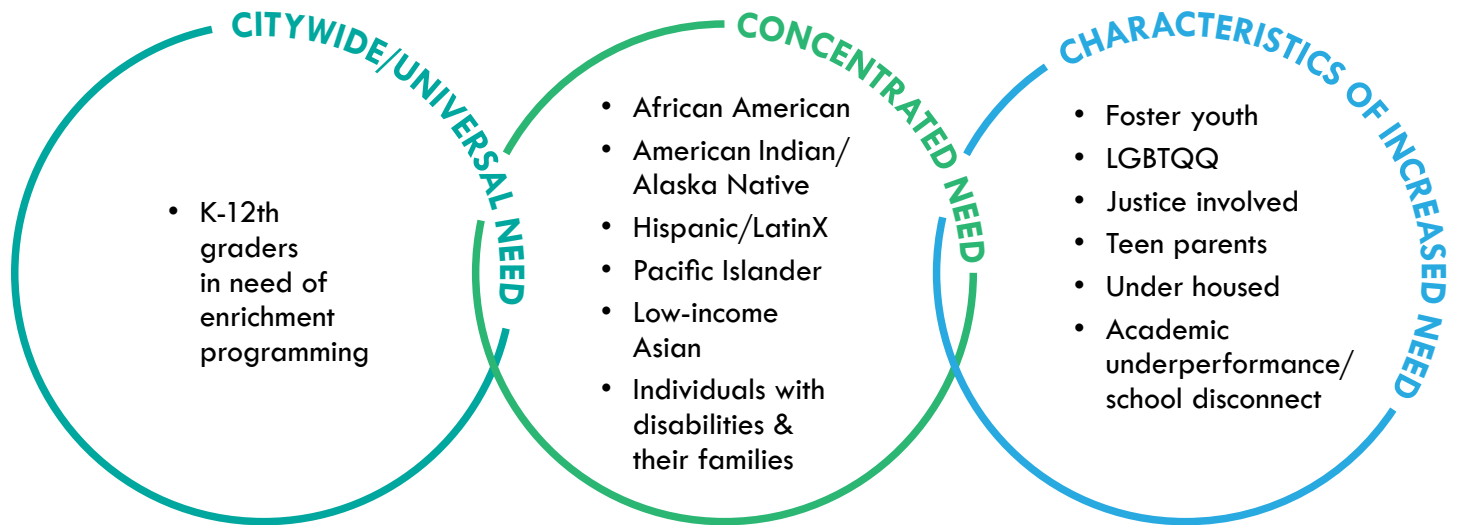 CITYWIDE/UNIVERSAL NEED
• K-12th
graders
in need of
enrichment
programming
CONCENTRATED NEED
• African American
• American Indian/
Alaska Native
• Hispanic/LatinX
• Pacific Islander
• Low-income
Asian
• Individuals with
disabilities &
their families
CHARACTERISTICS OF INCREASED NEED
• Foster youth
• LGBTQQ
• Justice involved
• Teen parents
• Under housed
• Academic
underperformance/
school disconnect